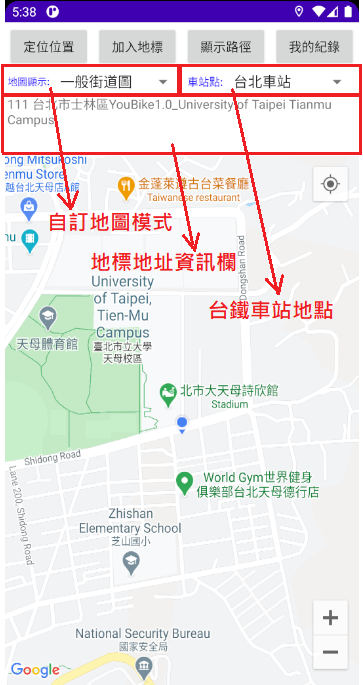 5:38
定位位置 加入地標 顯示路徑 我的紀錄
地圖顯示: 一般街道圖 車站點: 台北車站
111 台北市士林區YouBike1.0_University of Taipei Tianmu
Campus
ng Mitsukoshi
enmu Store
越台北天母店
金蓬萊遵古台菜餐廳
Taiwanese restaurant
自訂地圖模式
地標地址資訊欄
台鐵車站地點
Dongshan Road
University
of Taipei,
Tien-Mu
Campus
臺北市立大學
天母校區
天母體育館
北市大天母詩欣館
Stadium
Shidong Road
Lane 200, Shidong Road
World Gym世界健身
俱樂部台北天母德行店
Zhishan
Elementary School
芝山國小
National Security Bureau
國家安全局
+
−
Google